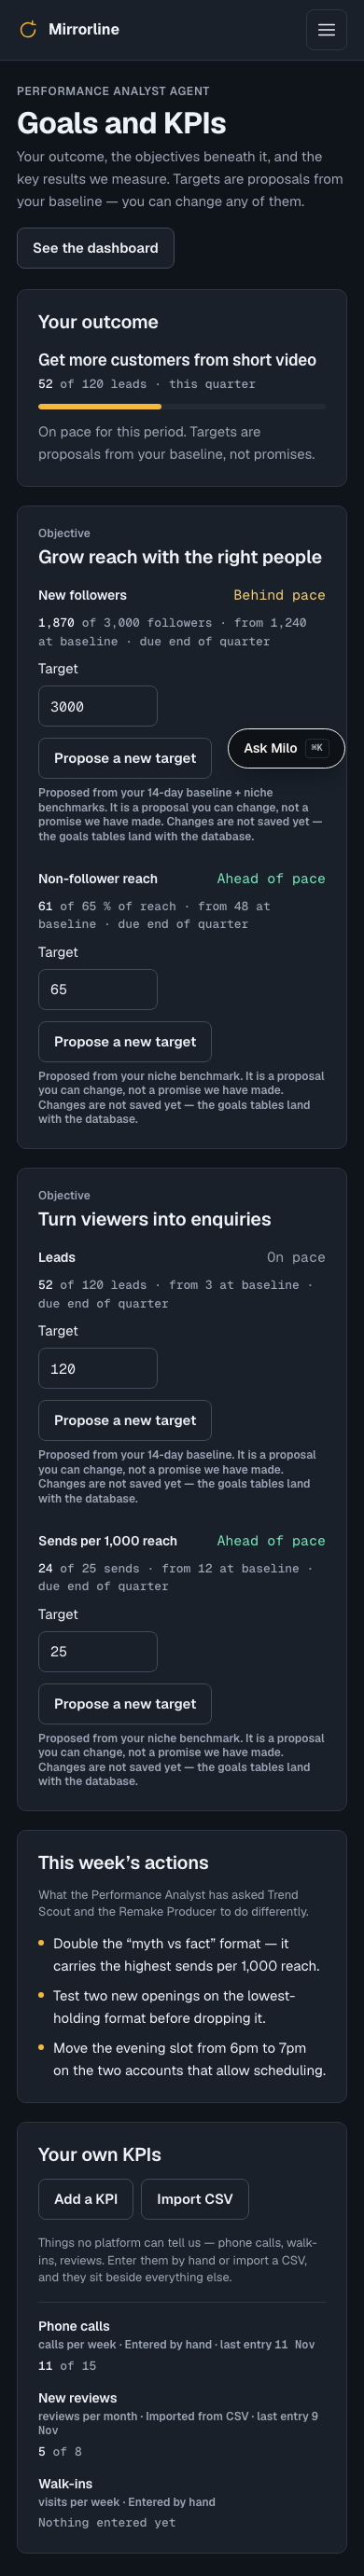 Mirrorline
PERFORMANCE ANALYST AGENT
Goals and KPIs
Your outcome, the objectives beneath it, and the
key results we measure. Targets are proposals from
your baseline — you can change any of them.
See the dashboard
Your outcome
Get more customers from short video
52 of 120 leads · this quarter
On pace for this period. Targets are
proposals from your baseline, not promises.
Objective
Grow reach with the right people
New followers Behind pace
1,870 of 3,000 followers · from 1,240
at baseline · due end of quarter
Target
3000
Propose a new target
Ask Milo ⌘K
Proposed from your 14-day baseline + niche
benchmarks. It is a proposal you can change, not a
promise we have made. Changes are not saved yet —
the goals tables land with the database.
Non-follower reach Ahead of pace
61 of 65 % of reach · from 48 at
baseline · due end of quarter
Target
65
Propose a new target
Proposed from your niche benchmark. It is a proposal
you can change, not a promise we have made.
Changes are not saved yet — the goals tables land
with the database.
Objective
Turn viewers into enquiries
Leads On pace
52 of 120 leads · from 3 at baseline ·
due end of quarter
Target
120
Propose a new target
Proposed from your 14-day baseline. It is a proposal
you can change, not a promise we have made.
Changes are not saved yet — the goals tables land
with the database.
Sends per 1,000 reach Ahead of pace
24 of 25 sends · from 12 at baseline ·
due end of quarter
Target
25
Propose a new target
Proposed from your niche benchmark. It is a proposal
you can change, not a promise we have made.
Changes are not saved yet — the goals tables land
with the database.
This week’s actions
What the Performance Analyst has asked Trend
Scout and the Remake Producer to do differently.
Double the “myth vs fact” format — it
carries the highest sends per 1,000 reach.
Test two new openings on the lowest-
holding format before dropping it.
Move the evening slot from 6pm to 7pm
on the two accounts that allow scheduling.
Your own KPIs
Add a KPI Import CSV
Things no platform can tell us — phone calls, walk-
ins, reviews. Enter them by hand or import a CSV,
and they sit beside everything else.
Phone calls
calls per week · Entered by hand · last entry 11 Nov
11 of 15
New reviews
reviews per month · Imported from CSV · last entry 9
Nov
5 of 8
Walk-ins
visits per week · Entered by hand
Nothing entered yet